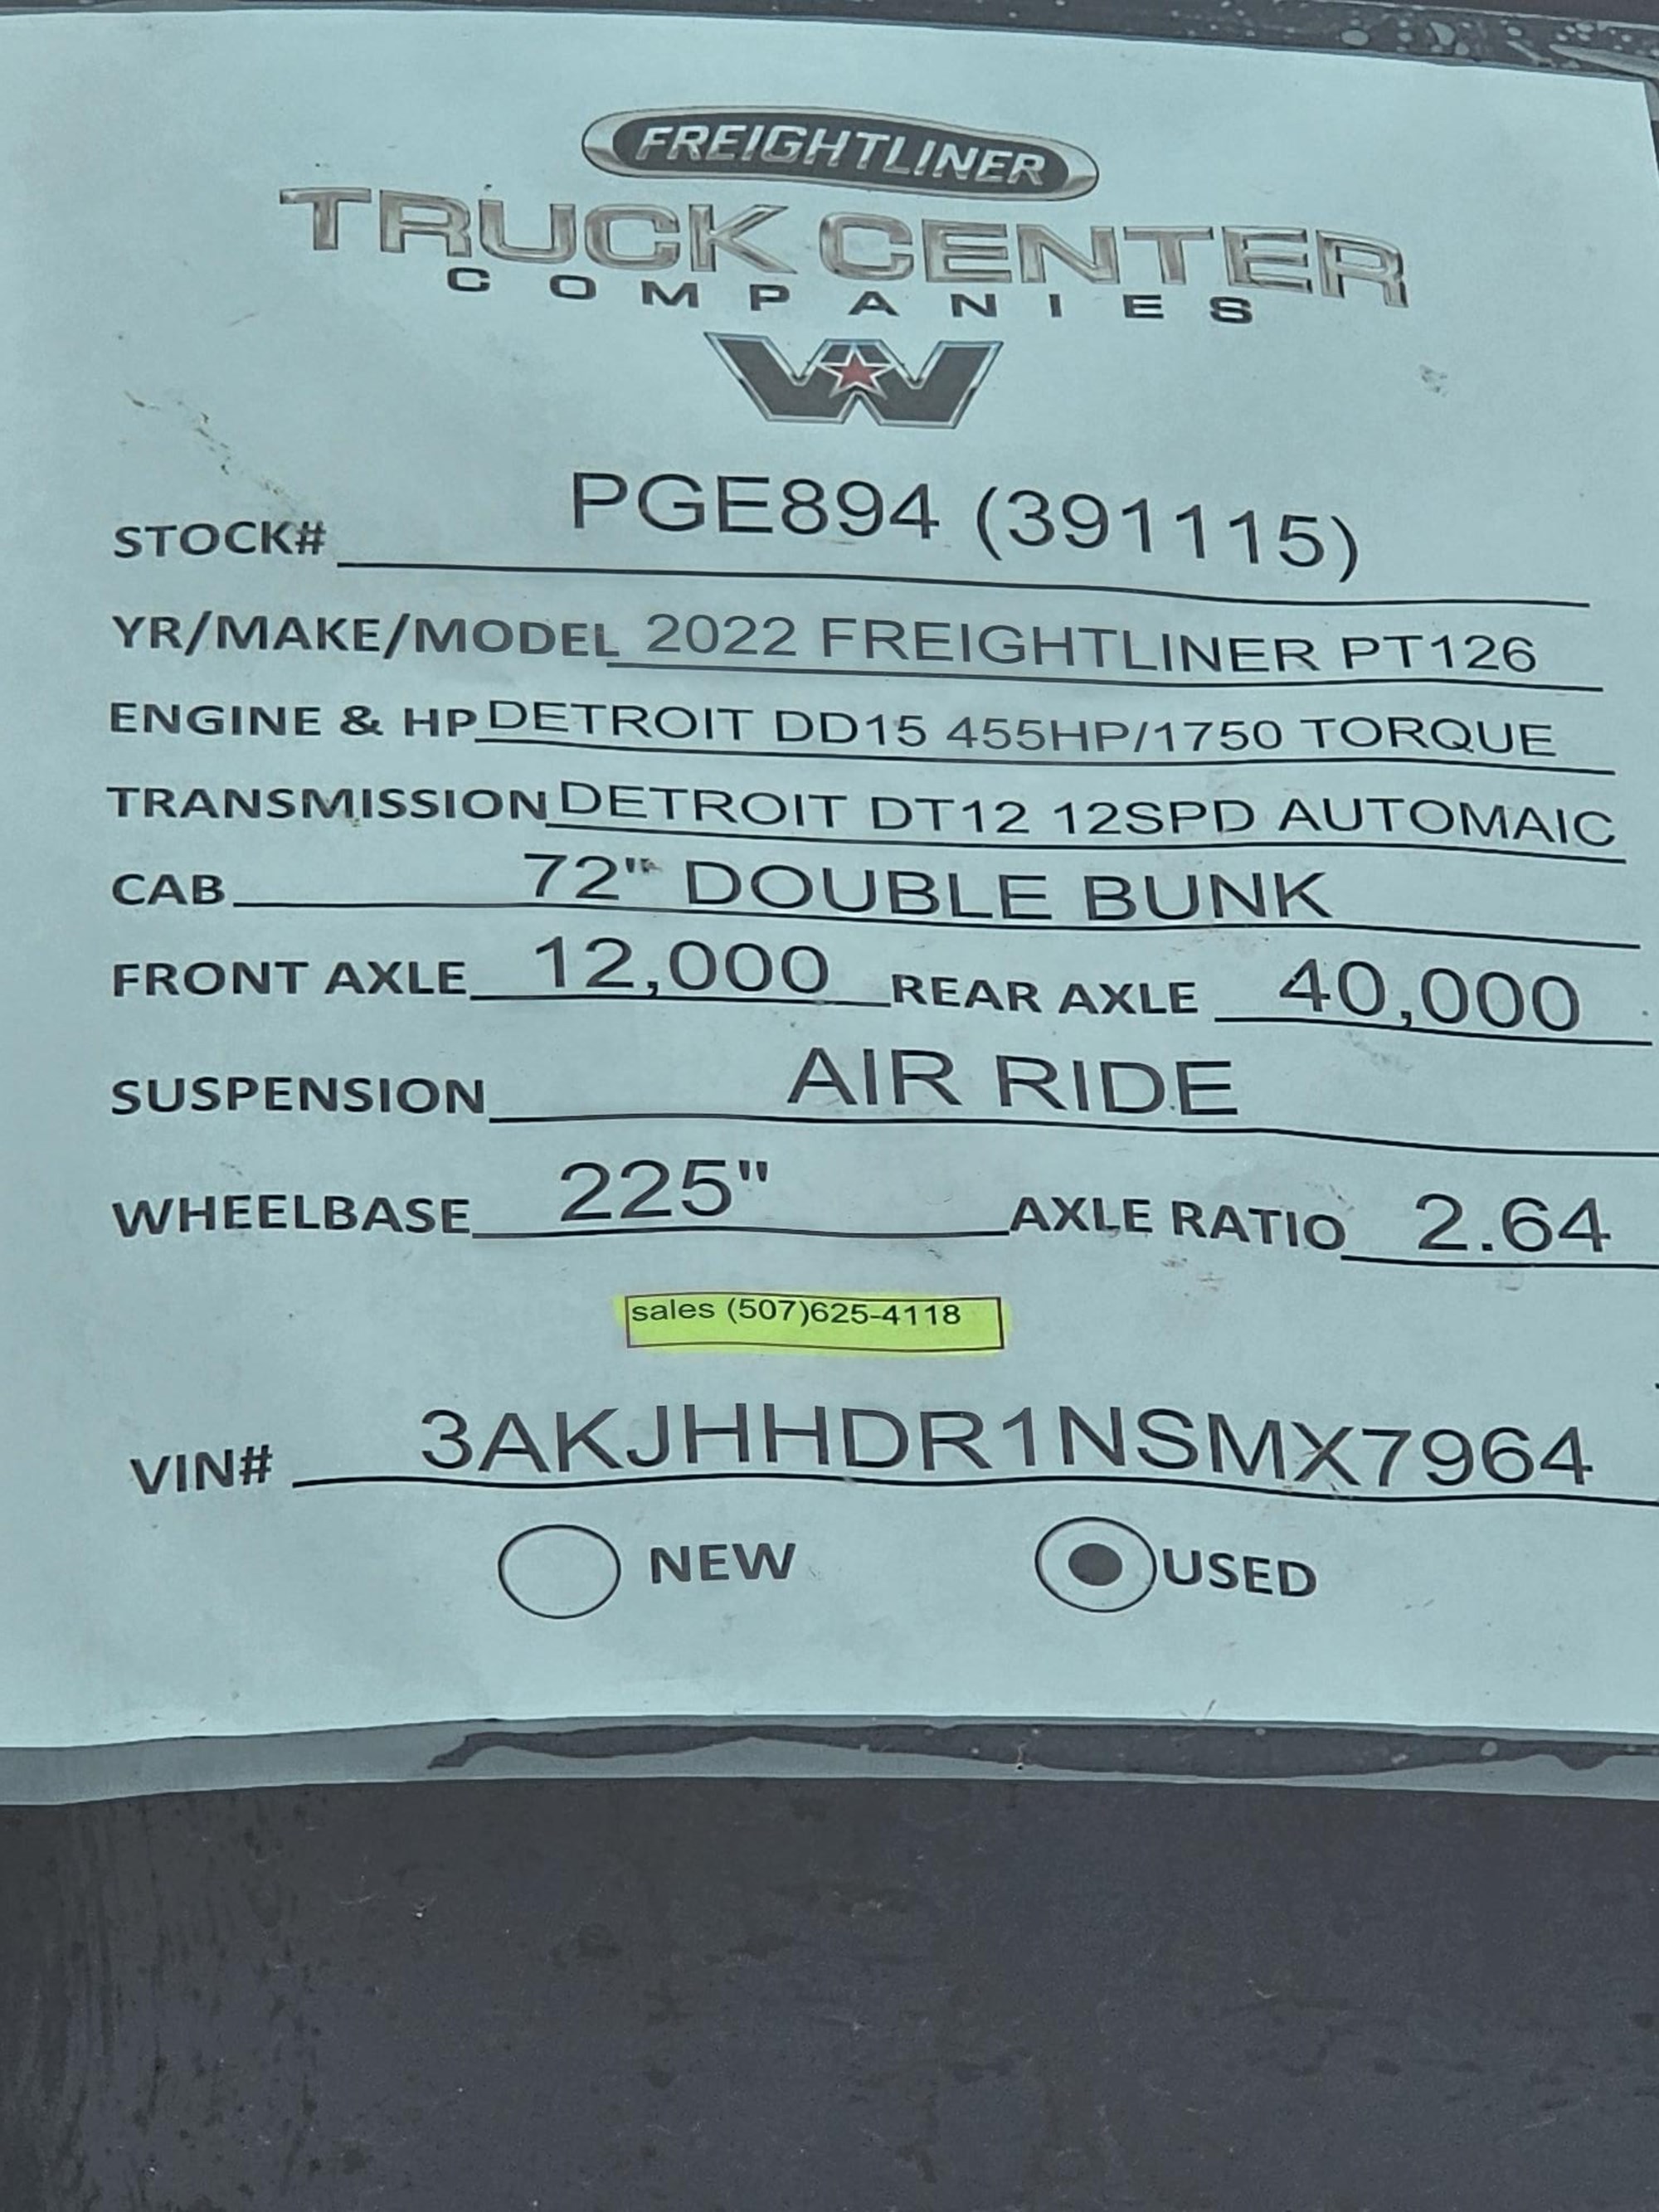 FREIGHTLINER
TRUCK CENTER
COMPANIES
STOCK# PGE894 (391115)
YR/MAKE/MODEL 2022 FREIGHTLINER PT126
ENGINE & HP DETROIT DD15 455HP/1750 TORQUE
TRANSMISSION DETROIT DT12 12SPD AUTOMAIC
CAB 72" DOUBLE BUNK
FRONT AXLE 12,000 REAR AXLE 40,000
SUSPENSION AIR RIDE
WHEELBASE 225" AXLE RATIO 2.64
sales (507)625-4118
VIN# 3AKJHHDR1NSMX7964
NEW USED